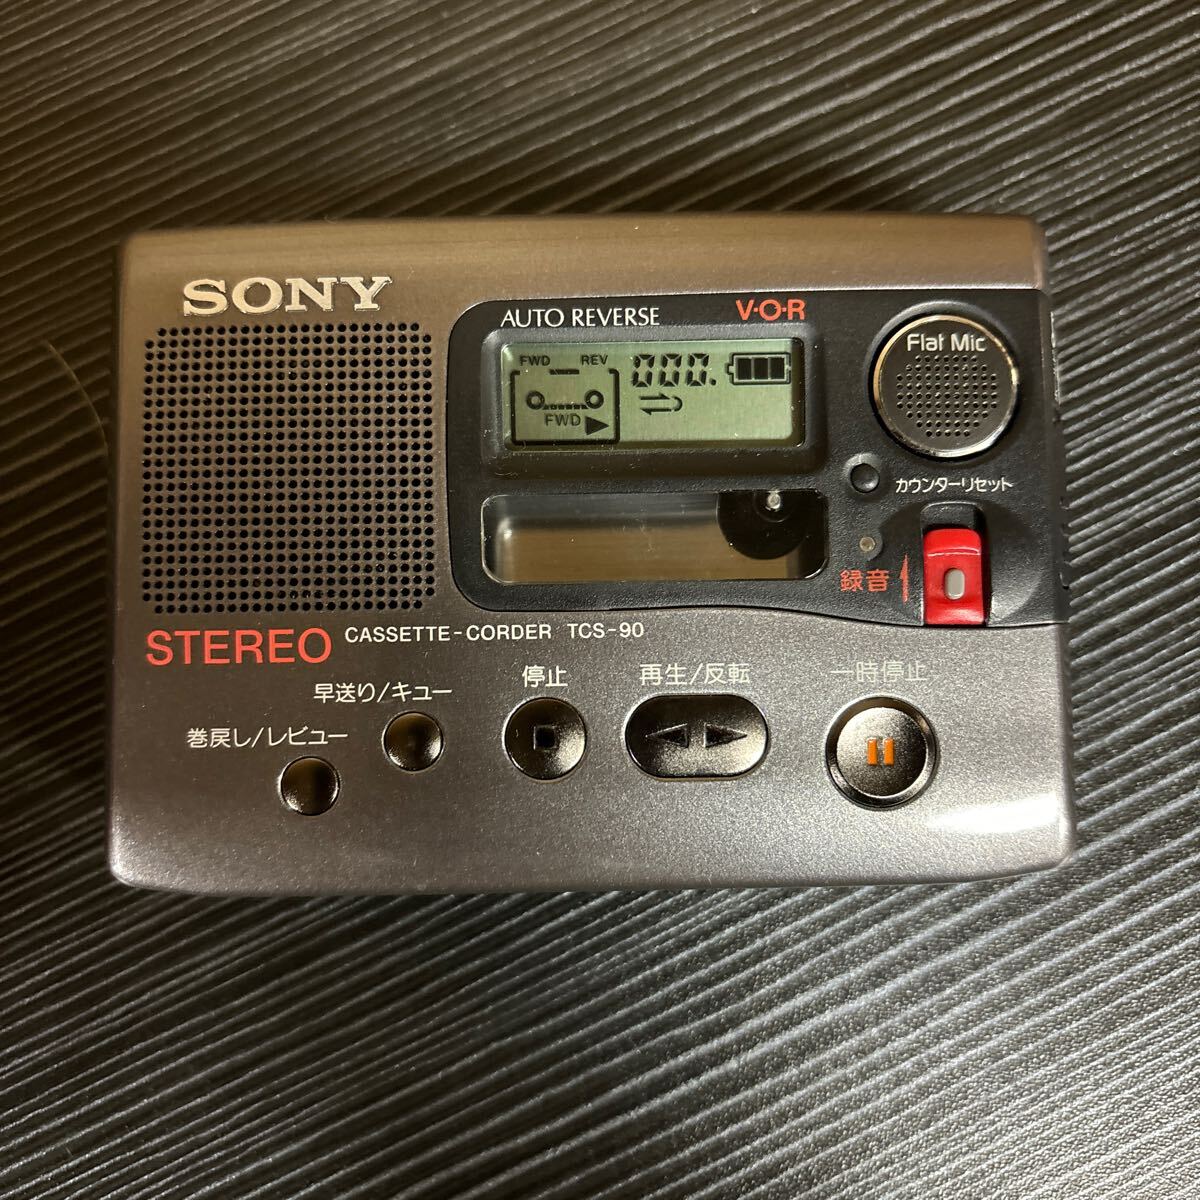 SONY
AUTO REVERSE
V·O·R
Flat Mic
FWD REV
000.
FWD
カウンターリセット
録音
STEREO
CASSETTE-CORDER TCS-90
停止
再生/反転
一時停止
早送り/キュー
巻戻し/レビュー